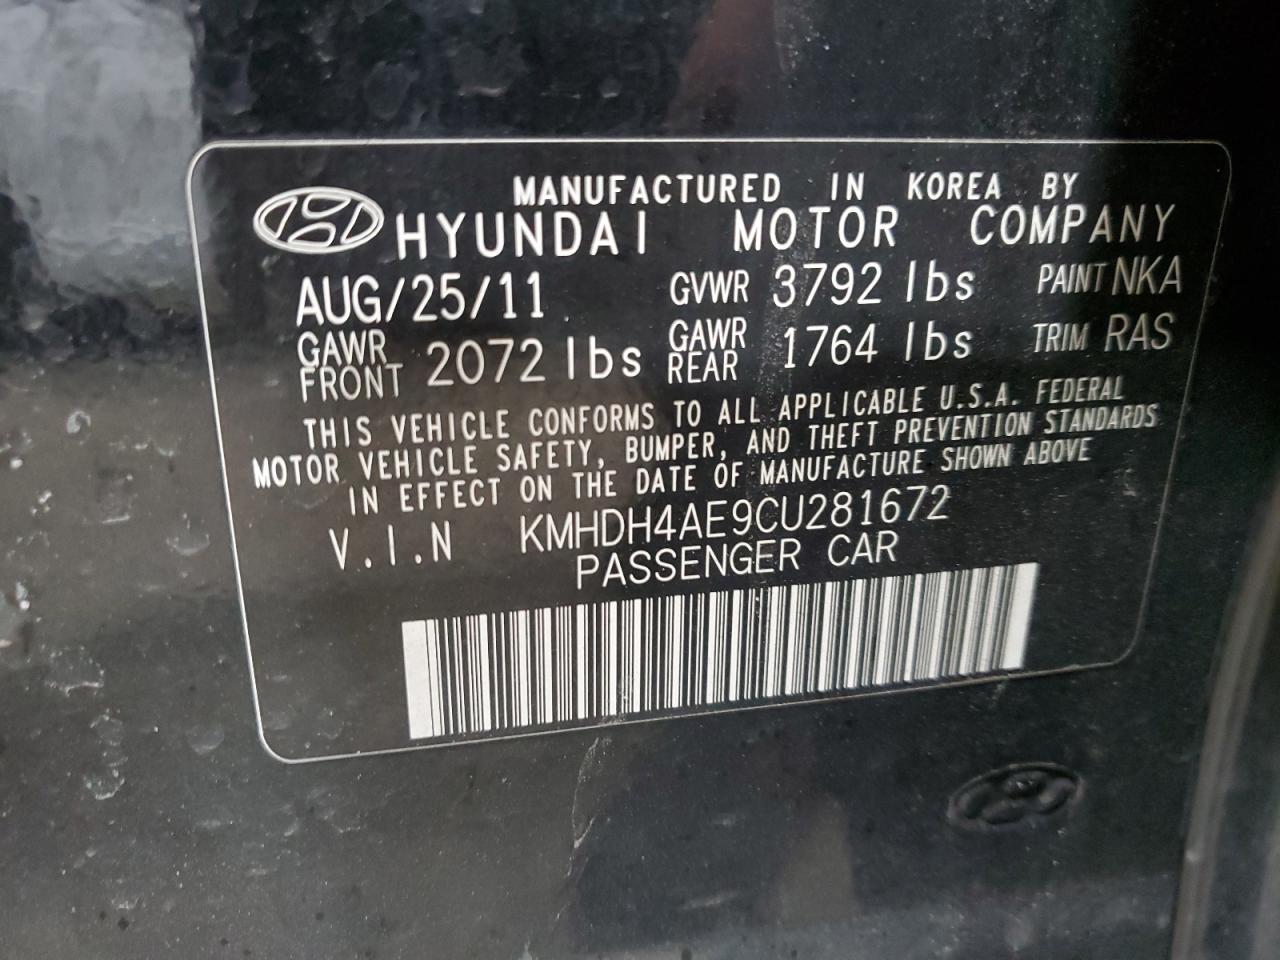 MANUFACTURED IN KOREA BY
HYUNDAI MOTOR COMPANY
AUG/25/11 GVWR 3792 lbs PAINT NKA
GAWR FRONT 2072 lbs GAWR REAR 1764 lbs TRIM RAS
THIS VEHICLE CONFORMS TO ALL APPLICABLE U.S.A. FEDERAL
MOTOR VEHICLE SAFETY, BUMPER, AND THEFT PREVENTION STANDARDS
IN EFFECT ON THE DATE OF MANUFACTURE SHOWN ABOVE
V.I.N KMHDH4AE9CU281672
PASSENGER CAR